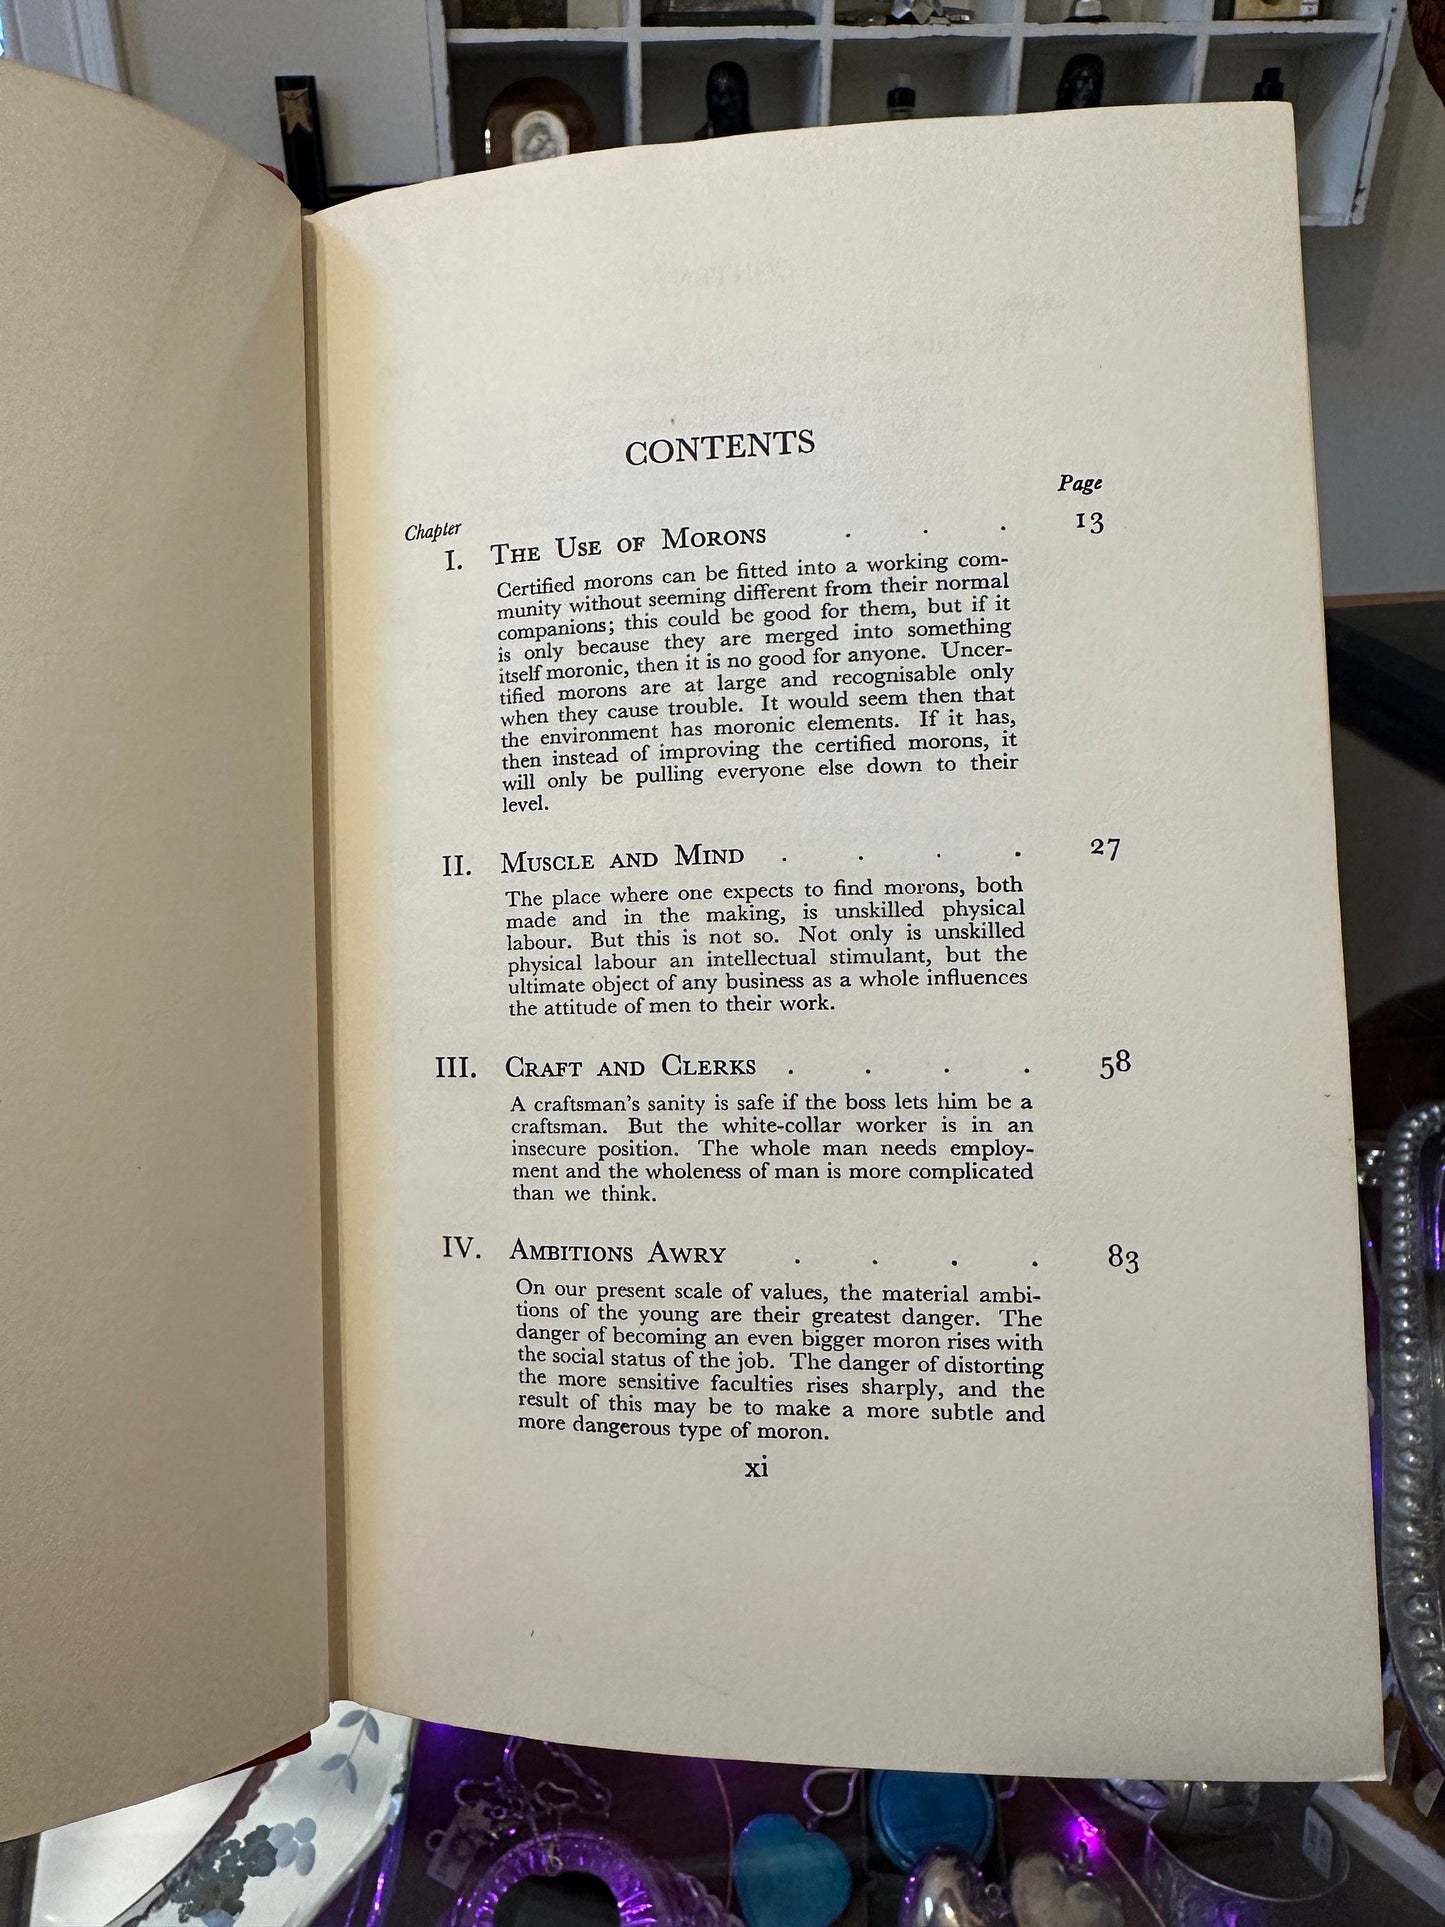 CONTENTS
Page
Chapter
I. The Use of Morons . . . 13
Certified morons can be fitted into a working com-
munity without seeming different from their normal
companions; this could be good for them, but if it
is only because they are merged into something
itself moronic, then it is no good for anyone. Uncer-
tified morons are at large and recognisable only
when they cause trouble. It would seem then that
the environment has moronic elements. If it has,
then instead of improving the certified morons, it
will only be pulling everyone else down to their
level.
II. Muscle and Mind . . . . 27
The place where one expects to find morons, both
made and in the making, is unskilled physical
labour. But this is not so. Not only is unskilled
physical labour an intellectual stimulant, but the
ultimate object of any business as a whole influences
the attitude of men to their work.
III. Craft and Clerks . . . . 58
A craftsman's sanity is safe if the boss lets him be a
craftsman. But the white-collar worker is in an
insecure position. The whole man needs employ-
ment and the wholeness of man is more complicated
than we think.
IV. Ambitions Awry . . . . 83
On our present scale of values, the material ambi-
tions of the young are their greatest danger. The
danger of becoming an even bigger moron rises with
the social status of the job. The danger of distorting
the more sensitive faculties rises sharply, and the
result of this may be to make a more subtle and
more dangerous type of moron.
xi